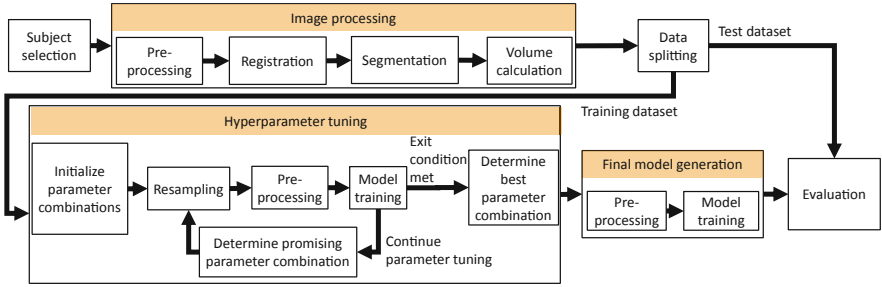 Image processing
Subject
selection
Pre-
processing
Registration
Segmentation
Volume
calculation
Data
splitting
Test dataset
Training dataset
Hyperparameter tuning
Initialize
parameter
combinations
Resampling
Pre-
processing
Model
training
Exit
condition
met
Determine
best
parameter
combination
Determine promising
parameter combination
Continue
parameter tuning
Final model generation
Pre-
processing
Model
training
Evaluation